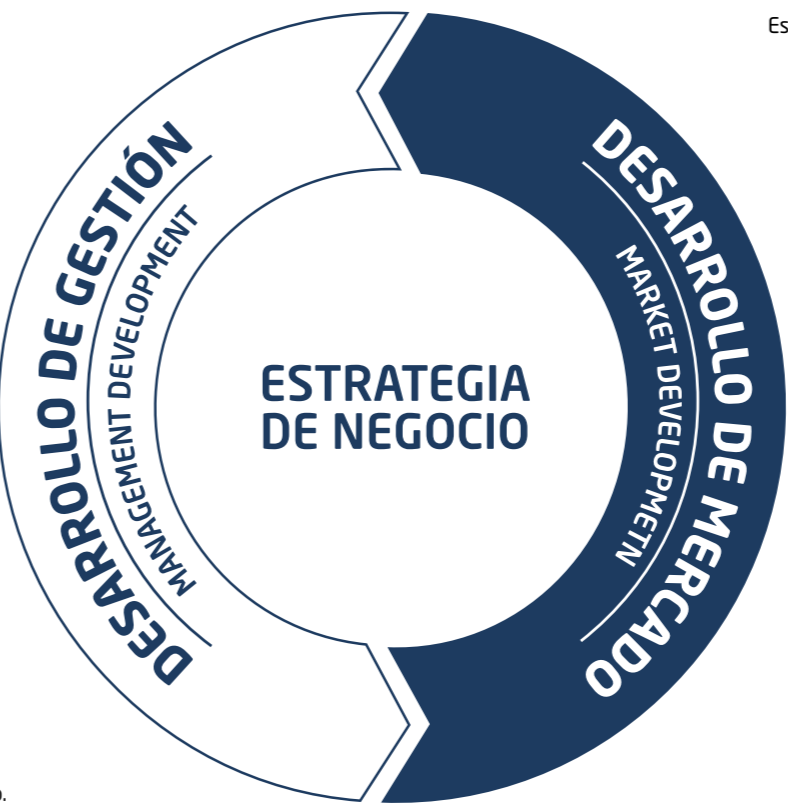 Es
DESARROLLO DE GESTIÓN
MANAGEMENT DEVELOPMENT
ESTRATEGIA
DE NEGOCIO
DESARROLLO DE MERCADO
MARKET DEVELOPMETN